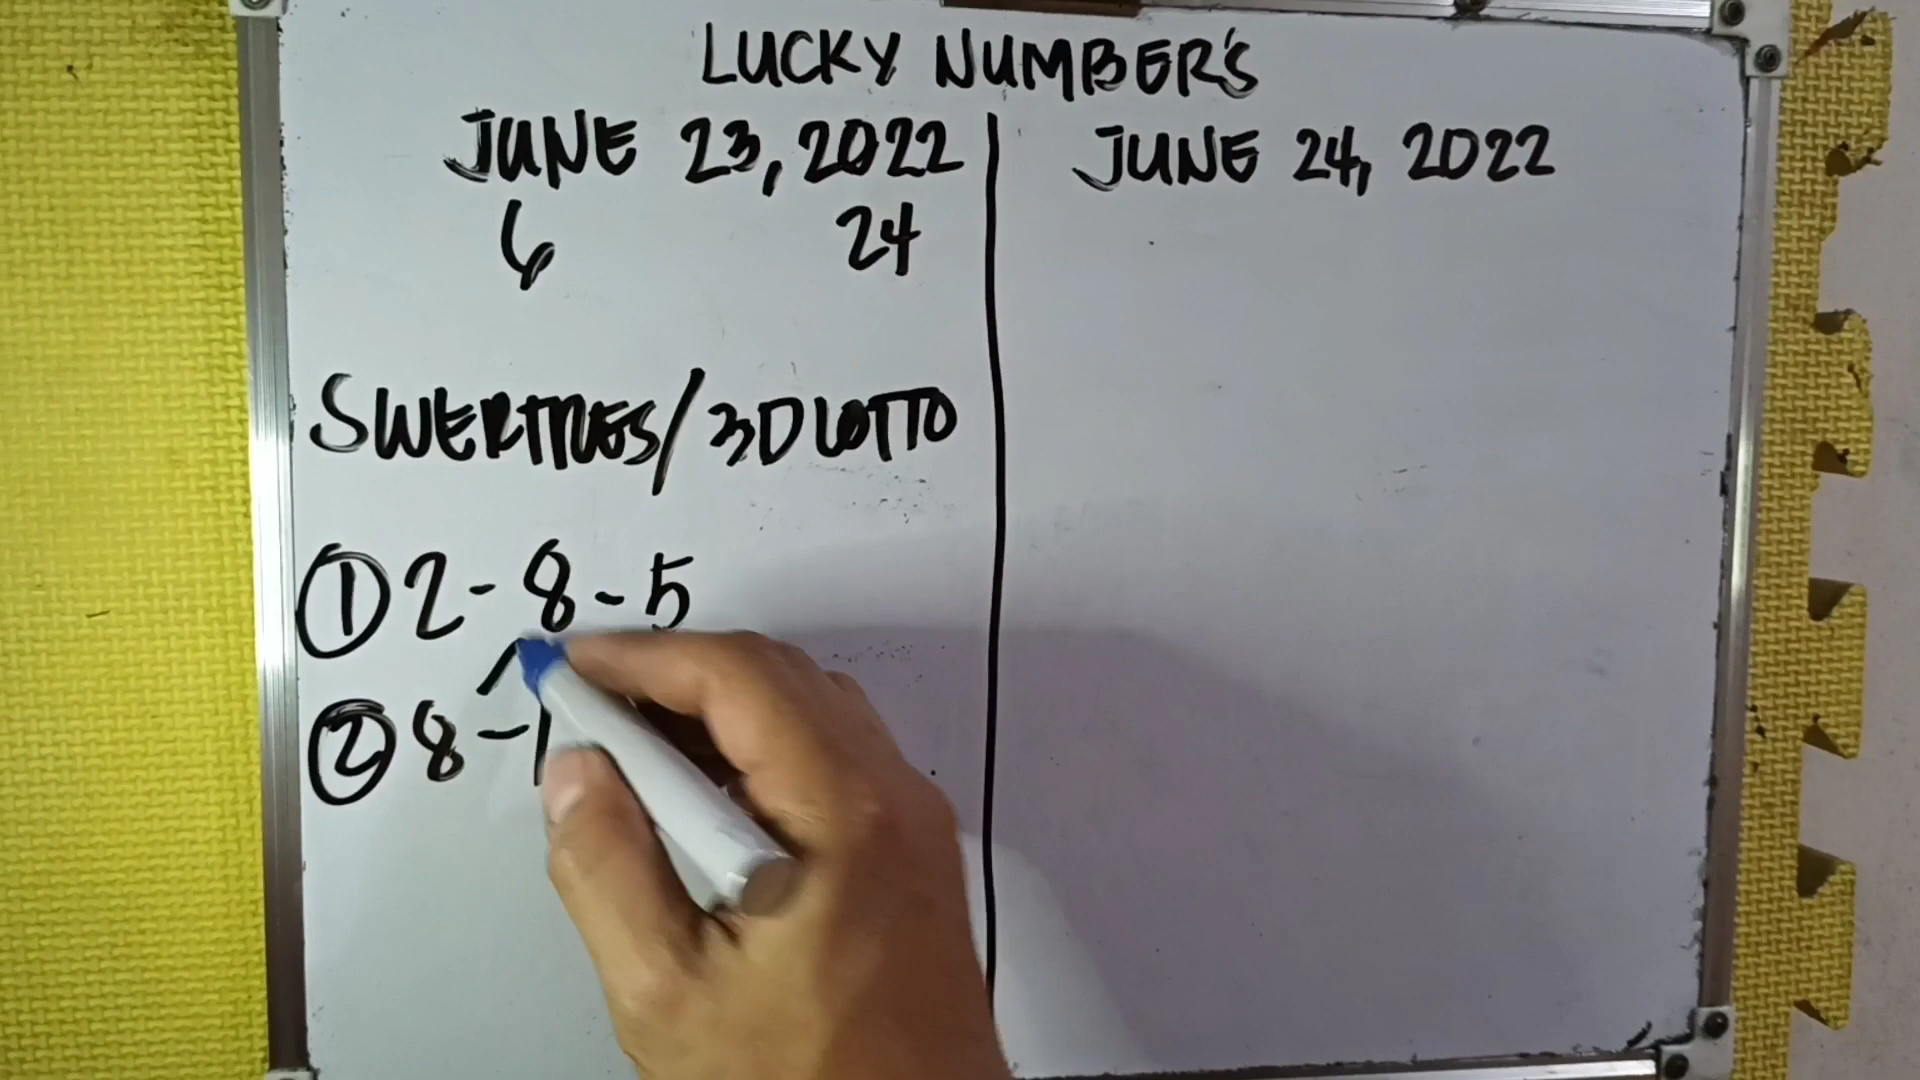 LUCKY NUMBER'S
JUNE 23, 2022
6 24
SWERTRES/3D LOTTO
① 2-8-5
② 8-1
JUNE 24, 2022